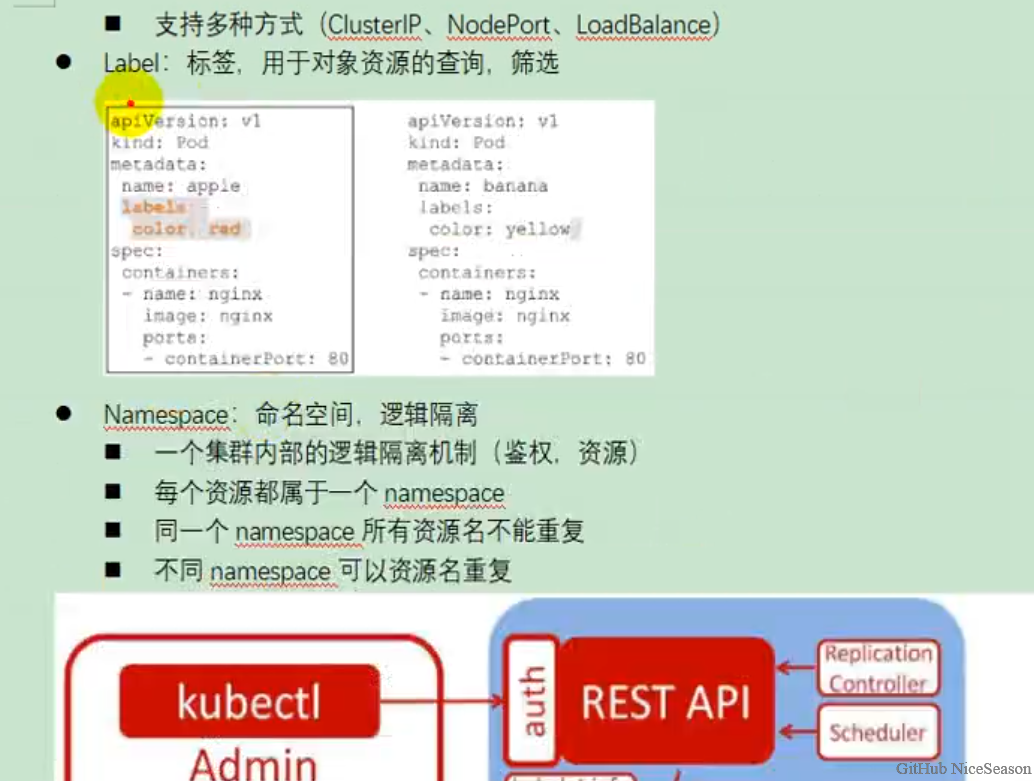 ■ 支持多种方式（ClusterIP、NodePort、LoadBalance）
● Label：标签，用于对象资源的查询，筛选
apiVersion: v1
kind: Pod
metadata:
name: apple
labels
color: red
spec:
containers:
- name: nginx
image: nginx
ports:
- containerPort: 80
apiVersion: v1
kind: Pod
metadata:
name: banana
labels:
color: yellow
spec:
containers:
- name: nginx
image: nginx
ports:
- containerPort: 80
● Namespace：命名空间，逻辑隔离
■ 一个集群内部的逻辑隔离机制（鉴权，资源）
■ 每个资源都属于一个 namespace
■ 同一个 namespace 所有资源名不能重复
■ 不同 namespace 可以资源名重复
kubectl
Admin
auth
REST API
Replication
Controller
Scheduler
GitHub NiceSeason